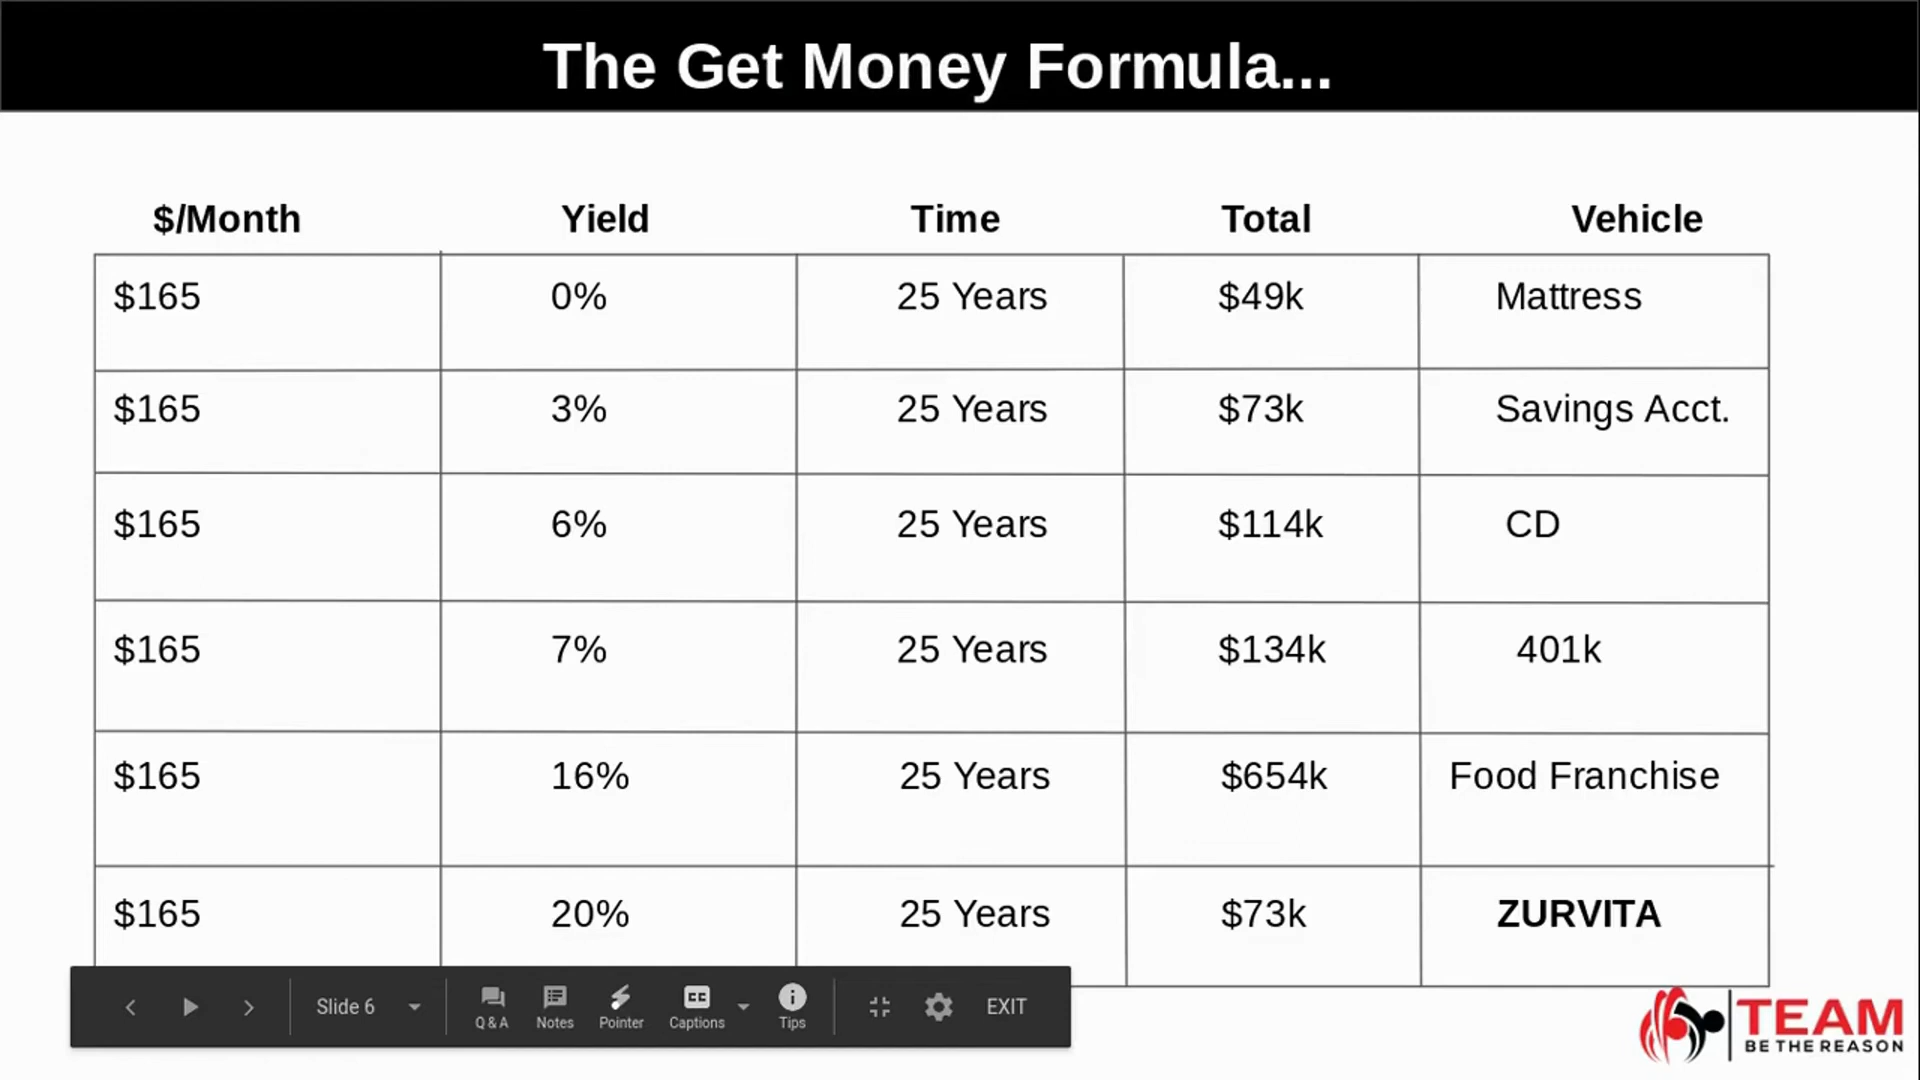 The Get Money Formula...
$/Month Yield Time Total Vehicle
$165 0% 25 Years $49k Mattress
$165 3% 25 Years $73k Savings Acct.
$165 6% 25 Years $114k CD
$165 7% 25 Years $134k 401k
$165 16% 25 Years $654k Food Franchise
$165 20% 25 Years $73k ZURVITA
Slide 6 Q & A Notes Pointer CC Captions Tips EXIT
TEAM
BE THE REASON